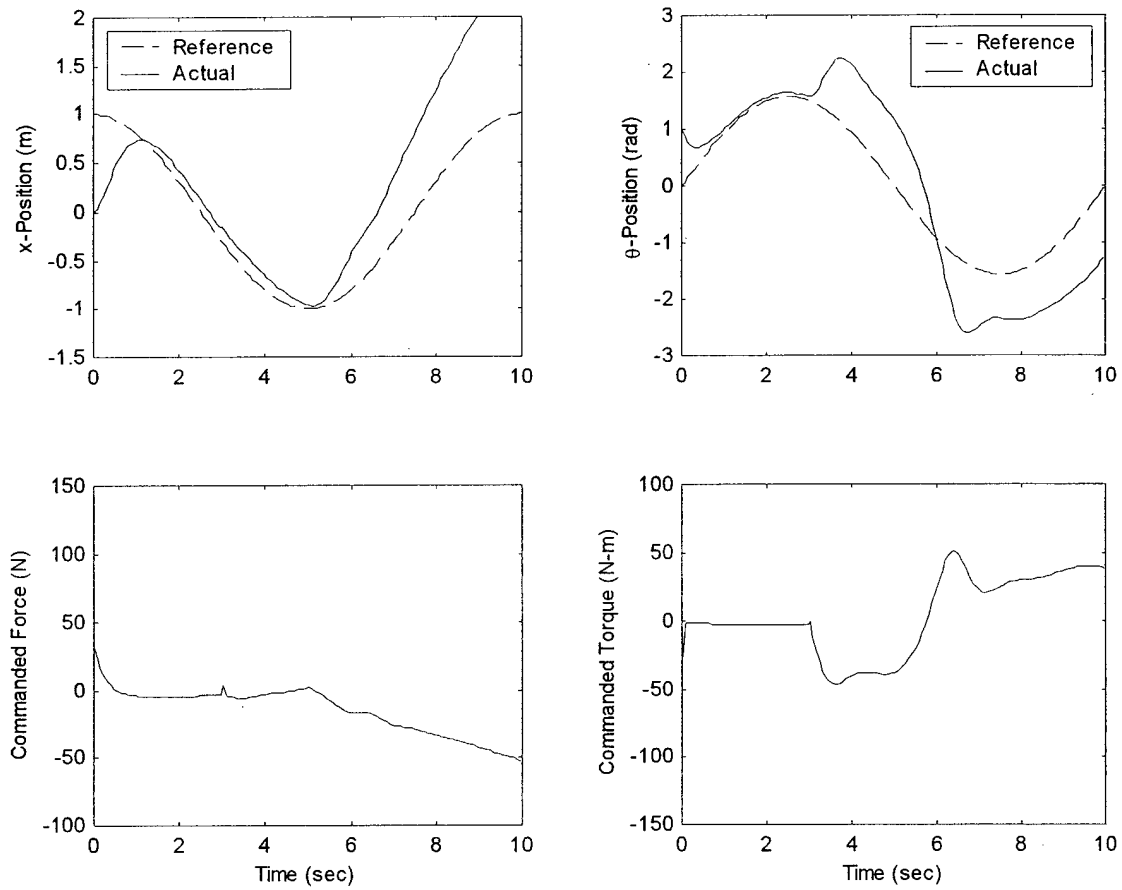 2
1.5
1
0.5
0
-0.5
-1
-1.5
x-Position (m)
Reference
Actual
0 2 4 6 8 10
3
2
1
0
-1
-2
-3
θ-Position (rad)
Reference
Actual
0 2 4 6 8 10
150
100
50
0
-50
-100
Commanded Force (N)
0 2 4 6 8 10
Time (sec)
100
50
0
-50
-100
-150
Commanded Torque (N-m)
0 2 4 6 8 10
Time (sec)